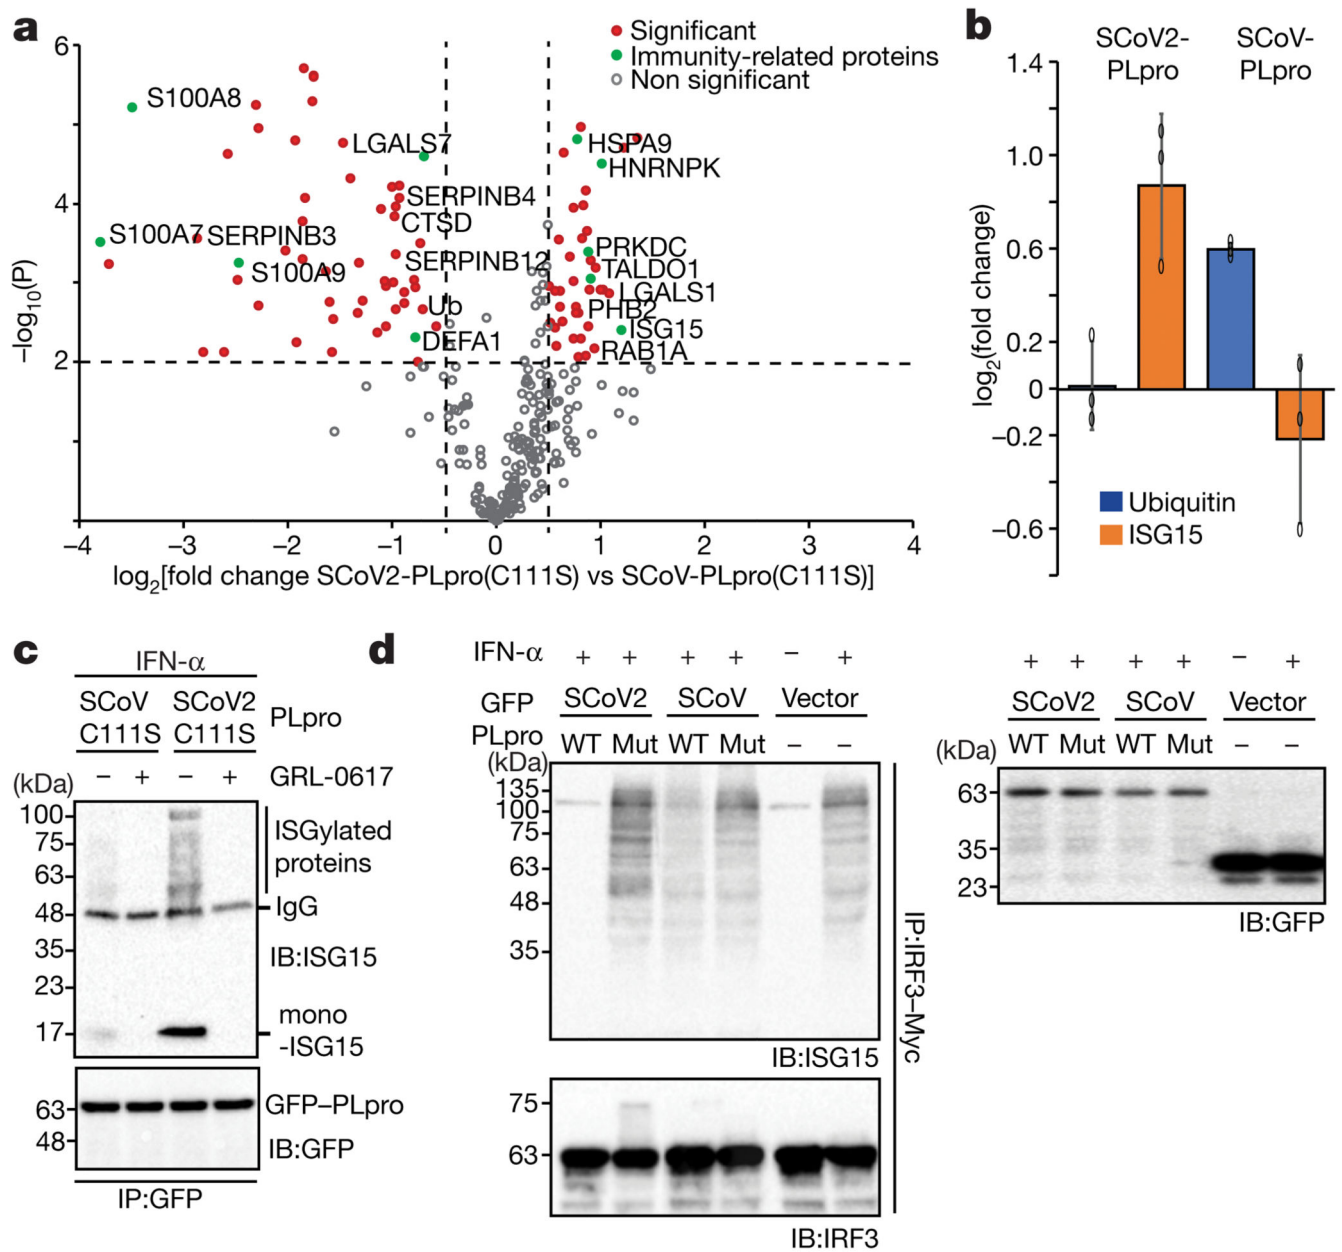 a
Significant
Immunity-related proteins
Non significant
6
4
2
–log10(P)
S100A8
LGALS7
SERPINB4
CTSD
S100A7
SERPINB3
S100A9
SERPINB12
Ub
DEFA1
HSPA9
HNRNPK
PRKDC
TALDO1
LGALS1
PHB2
ISG15
RAB1A
–4 –3 –2 –1 0 1 2 3 4
log2[fold change SCoV2-PLpro(C111S) vs SCoV-PLpro(C111S)]
b
SCoV2-
PLpro
SCoV-
PLpro
1.4
1.0
0.6
0.2
0
–0.2
–0.6
log2(fold change)
Ubiquitin
ISG15
c
IFN-α
SCoV
C111S
SCoV2
C111S
PLpro
(kDa) – + – + GRL-0617
100
75
63
48
35
23
17
ISGylated
proteins
IgG
IB:ISG15
mono
-ISG15
63
48
GFP–PLpro
IB:GFP
IP:GFP
d
IFN-α + + + + – +
GFP SCoV2 SCoV Vector
PLpro WT Mut WT Mut – –
(kDa)
135
100
75
63
48
35
IB:ISG15
75
63
IB:IRF3
IP:IRF3–Myc
+ + + + – +
SCoV2 SCoV Vector
(kDa) WT Mut WT Mut – –
63
35
23
IB:GFP